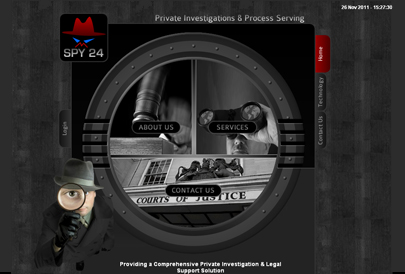 26 Nov 2011 - 15:27:30
Private Investigations & Process Serving
SPY 24
Home
Technology
Contact Us
Login
ABOUT US
SERVICES
CONTACT US
COURTS OF JUSTICE
Providing a Comprehensive Private Investigation & Legal
Support Solution